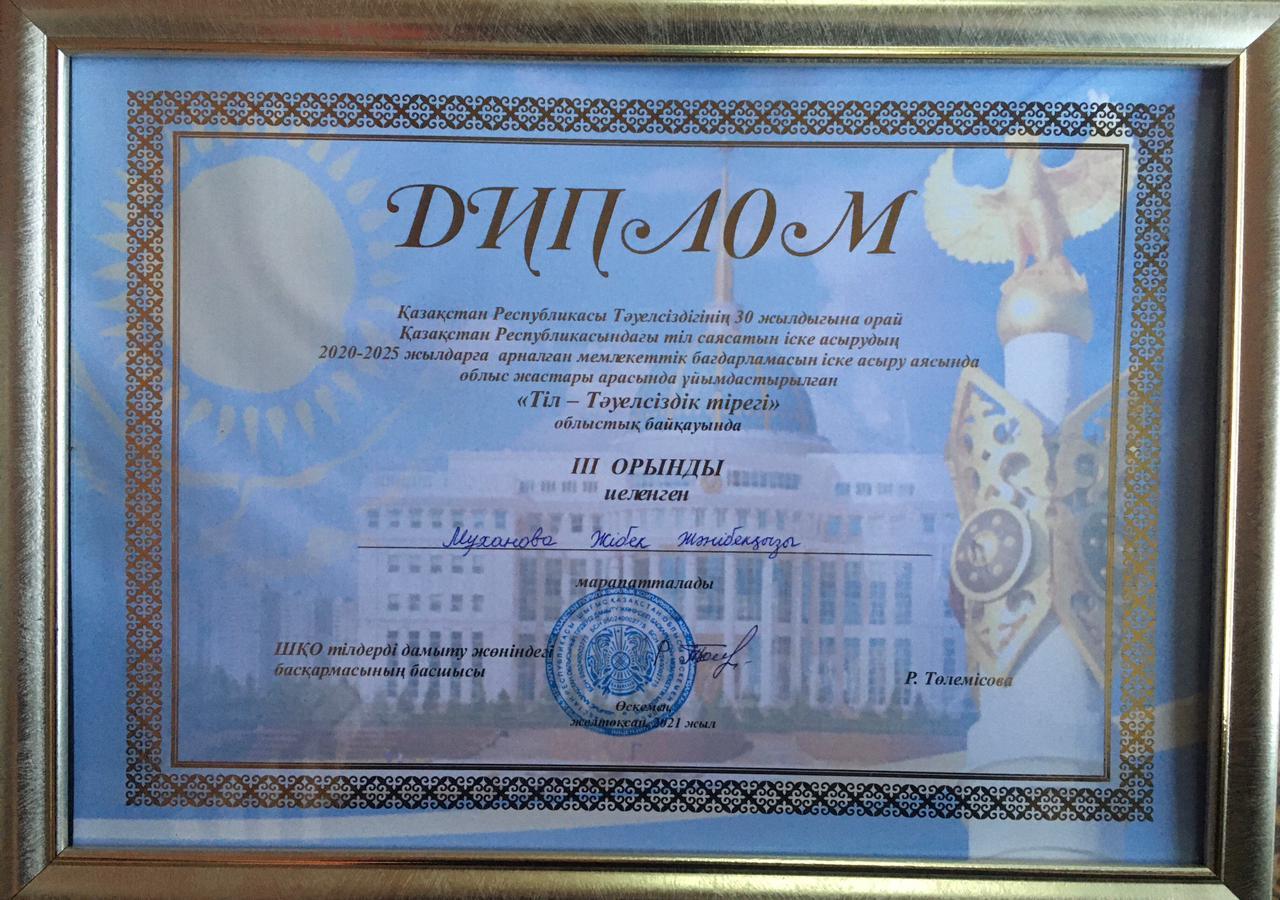 ДИПЛОМ
Қазақстан Республикасы Тәуелсіздігінің 30 жылдығына орай
Қазақстан Республикасындағы тіл саясатын іске асырудың
2020-2025 жылдарға арналған мемлекеттік бағдарламасын іске асыру аясында
облыс жастары арасында ұйымдастырылған
«Тіл – Тәуелсіздік тірегі»
облыстық байқауында
III ОРЫНДЫ
иеленген
Муханова Жібек Жәнібекқызы
марапатталады
ШҚО тілдерді дамыту жөніндегі
басқармасының басшысы
Р. Төлемісова
Өскемен,
желтоқсан, 2021 жыл